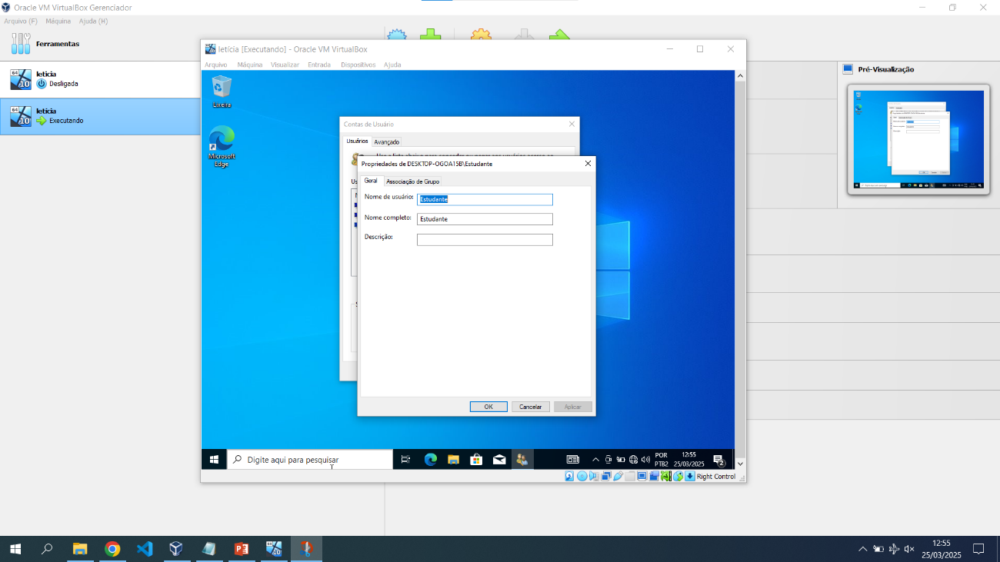 Oracle VM VirtualBox Gerenciador
Arquivo (F) Máquina Ajuda (H)
Ferramentas
leticia
Desligada
letícia
Executando
letícia [Executando] - Oracle VM VirtualBox
Arquivo Máquina Visualizar Entrada Dispositivos Ajuda
Lixeira
Microsoft
Edge
Contas de Usuário
Usuários Avançado
Propriedades de DESKTOP-OGOA15B\Estudante
Geral Associação de Grupo
Nome de usuário: Estudante
Nome completo: Estudante
Descrição:
OK Cancelar Aplicar
Digite aqui para pesquisar
POR
PTB2
12:55
25/03/2025
2
Right Control
Pré-Visualização
12:55
25/03/2025